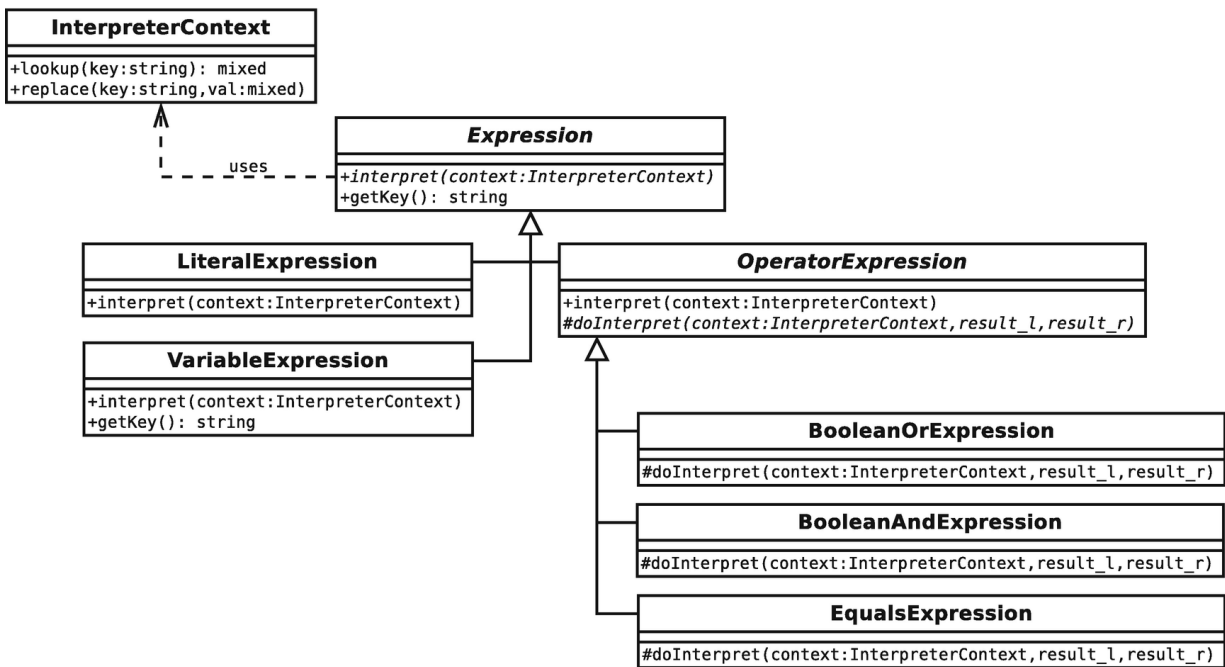 InterpreterContext
+lookup(key:string): mixed
+replace(key:string,val:mixed)
Expression
uses
+interpret(context:InterpreterContext)
+getKey(): string
LiteralExpression
+interpret(context:InterpreterContext)
OperatorExpression
+interpret(context:InterpreterContext)
#doInterpret(context:InterpreterContext,result_l,result_r)
VariableExpression
+interpret(context:InterpreterContext)
+getKey(): string
BooleanOrExpression
#doInterpret(context:InterpreterContext,result_l,result_r)
BooleanAndExpression
#doInterpret(context:InterpreterContext,result_l,result_r)
EqualsExpression
#doInterpret(context:InterpreterContext,result_l,result_r)